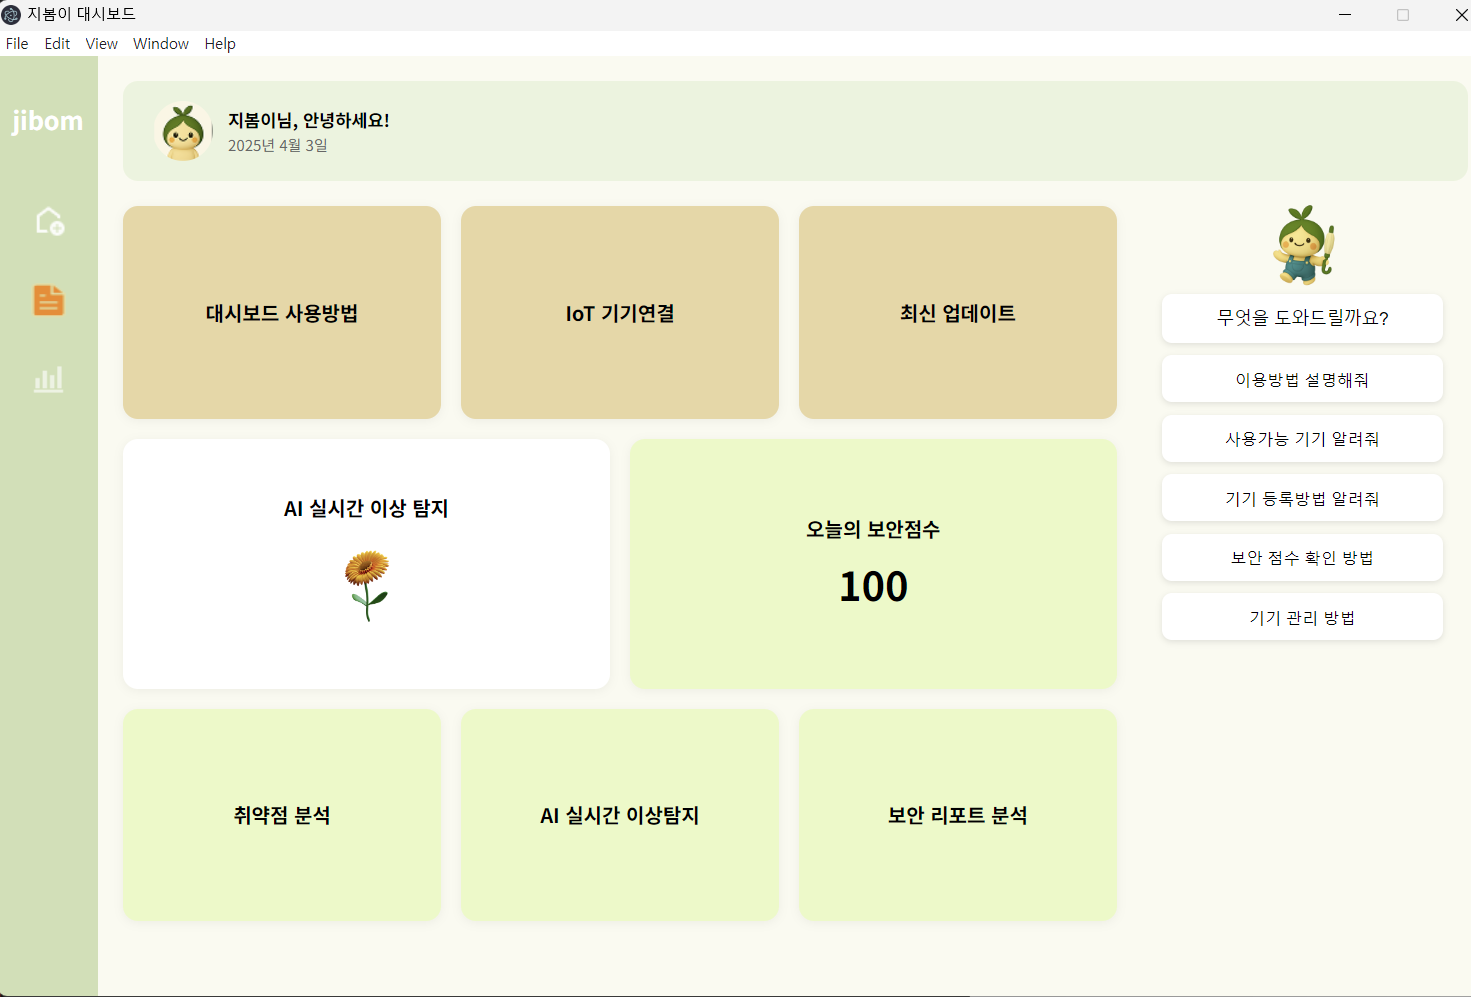 지봄이 대시보드
File Edit View Window Help
jibom
지봄이님, 안녕하세요!
2025년 4월 3일
대시보드 사용방법
IoT 기기연결
최신 업데이트
AI 실시간 이상 탐지
오늘의 보안점수
100
취약점 분석
AI 실시간 이상탐지
보안 리포트 분석
무엇을 도와드릴까요?
이용방법 설명해줘
사용가능 기기 알려줘
기기 등록방법 알려줘
보안 점수 확인 방법
기기 관리 방법